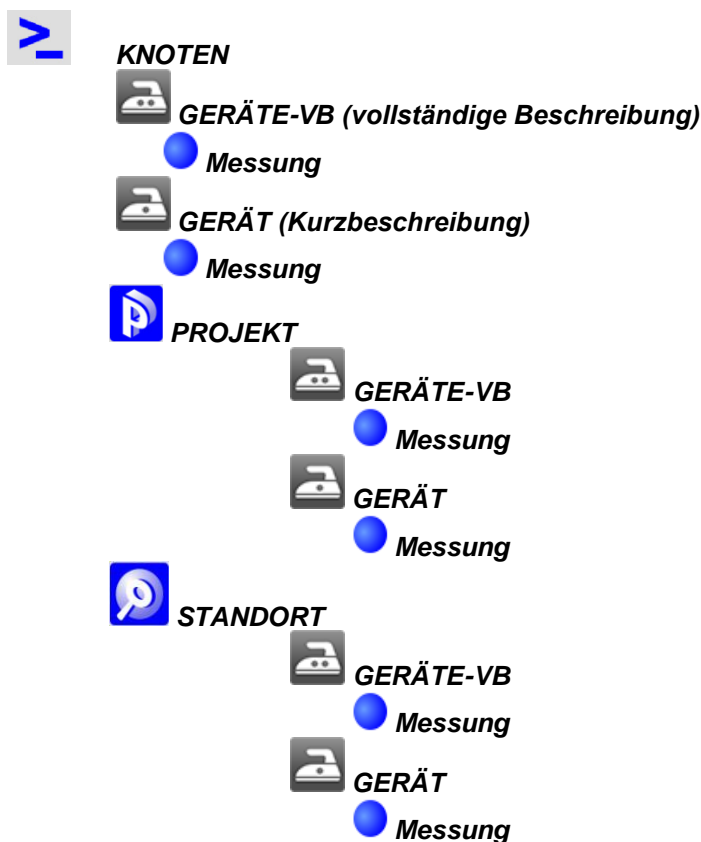 KNOTEN
GERÄTE-VB (vollständige Beschreibung)
Messung
GERÄT (Kurzbeschreibung)
Messung
PROJEKT
GERÄTE-VB
Messung
GERÄT
Messung
STANDORT
GERÄTE-VB
Messung
GERÄT
Messung